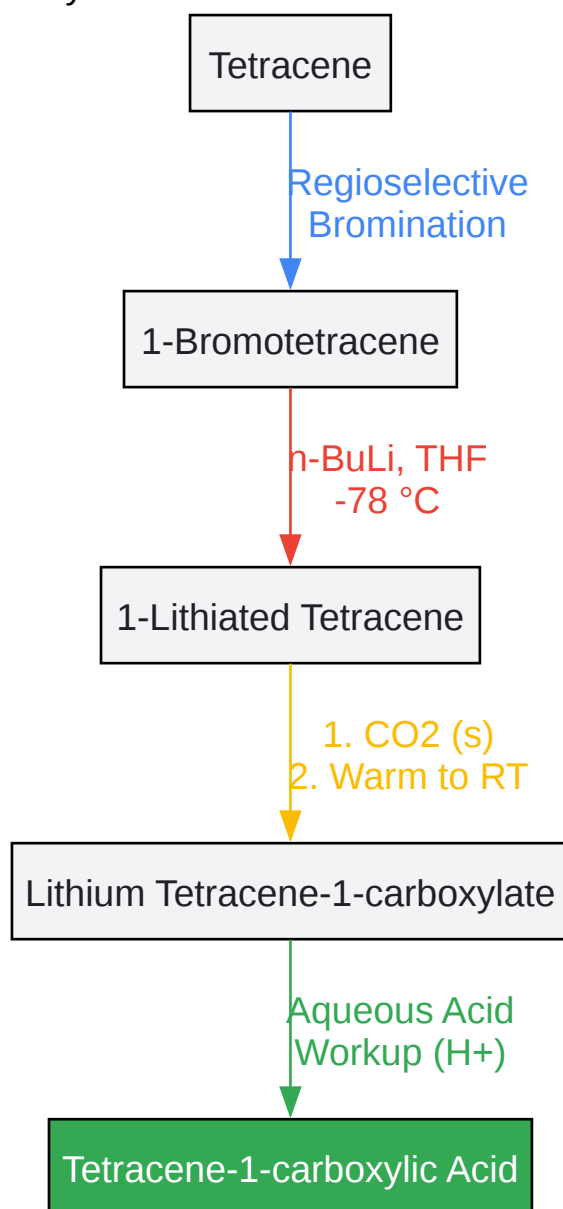 Tetracene
Regioselective
Bromination
1-Bromotetracene
n-BuLi, THF
-78 °C
1-Lithiated Tetracene
1. CO2 (s)
2. Warm to RT
Lithium Tetracene-1-carboxylate
Aqueous Acid
Workup (H+)
Tetracene-1-carboxylic Acid